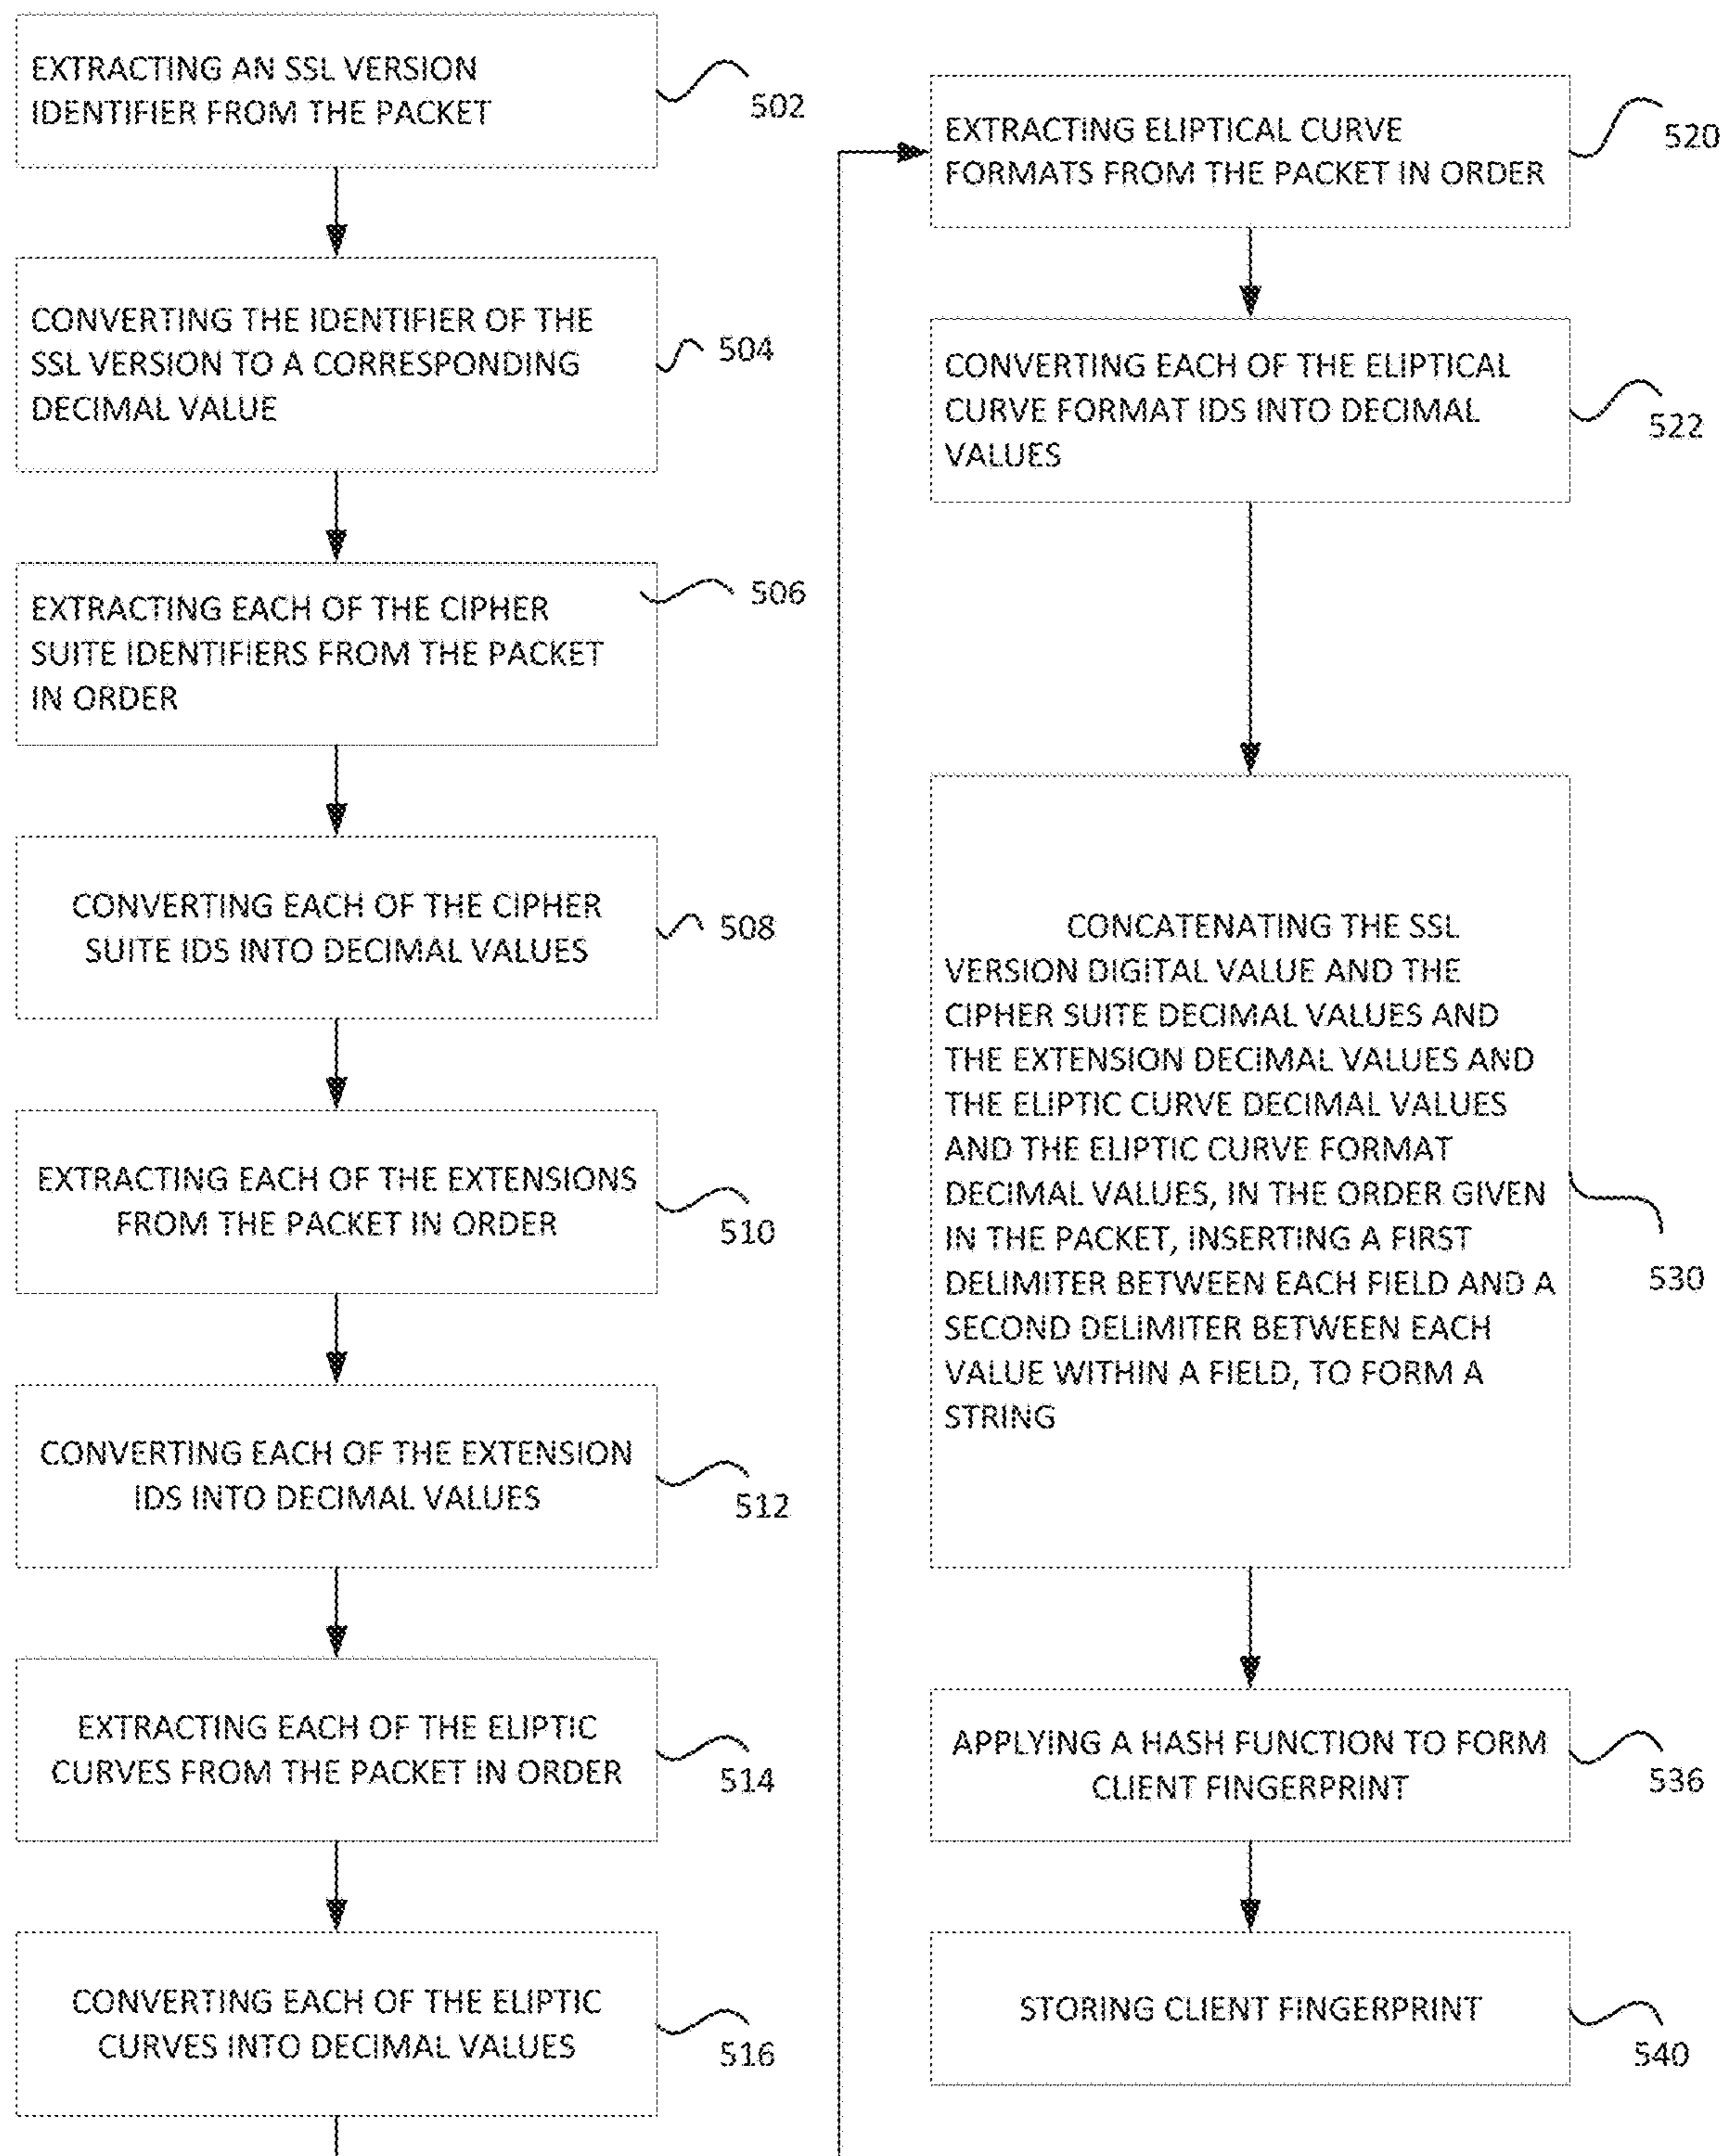 EXTRACTING AN SSL VERSION
IDENTIFIER FROM THE PACKET
502
CONVERTING THE IDENTIFIER OF THE
SSL VERSION TO A CORRESPONDING
DECIMAL VALUE
504
EXTRACTING EACH OF THE CIPHER
SUITE IDENTIFIERS FROM THE PACKET
IN ORDER
506
CONVERTING EACH OF THE CIPHER
SUITE IDS INTO DECIMAL VALUES
508
EXTRACTING EACH OF THE EXTENSIONS
FROM THE PACKET IN ORDER
510
CONVERTING EACH OF THE EXTENSION
IDS INTO DECIMAL VALUES
512
EXTRACTING EACH OF THE ELIPTIC
CURVES FROM THE PACKET IN ORDER
514
CONVERTING EACH OF THE ELIPTIC
CURVES INTO DECIMAL VALUES
516
EXTRACTING ELIPTICAL CURVE
FORMATS FROM THE PACKET IN ORDER
520
CONVERTING EACH OF THE ELIPTICAL
CURVE FORMAT IDS INTO DECIMAL
VALUES
522
CONCATENATING THE SSL
VERSION DIGITAL VALUE AND THE
CIPHER SUITE DECIMAL VALUES AND
THE EXTENSION DECIMAL VALUES AND
THE ELIPTIC CURVE DECIMAL VALUES
AND THE ELIPTIC CURVE FORMAT
DECIMAL VALUES, IN THE ORDER GIVEN
IN THE PACKET, INSERTING A FIRST
DELIMITER BETWEEN EACH FIELD AND A
SECOND DELIMITER BETWEEN EACH
VALUE WITHIN A FIELD, TO FORM A
STRING
530
APPLYING A HASH FUNCTION TO FORM
CLIENT FINGERPRINT
536
STORING CLIENT FINGERPRINT
540